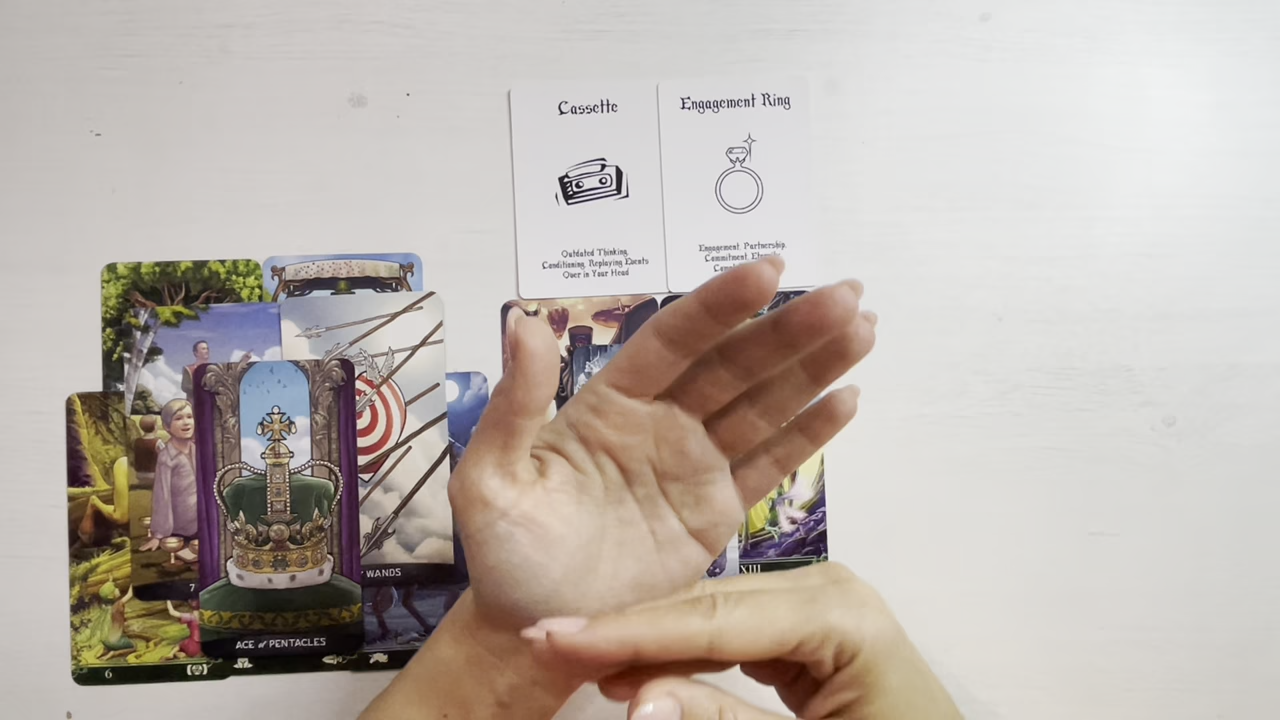 Cassette
Outdated Thinking,
Conditioning, Replaying Events
Over in Your Head
Engagement Ring
Engagement, Partnership,
Commitment,
7
WANDS
ACE of PENTACLES
6
XIII